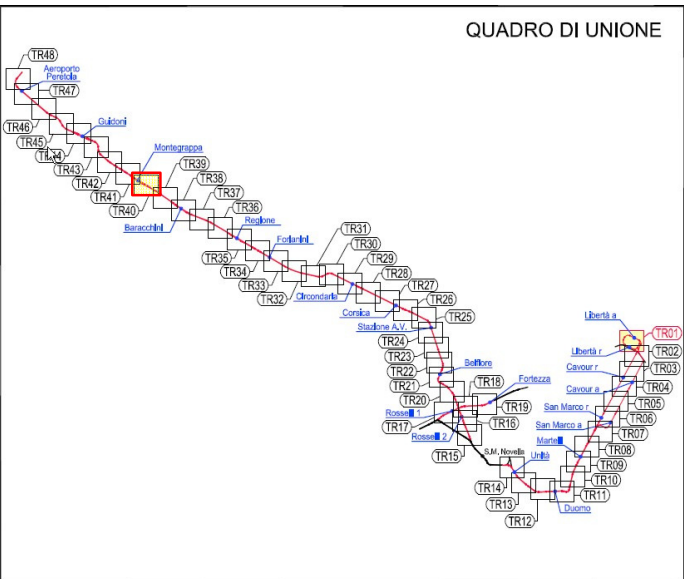 QUADRO DI UNIONE
TR48
Aeroporto
Peretola
TR47
TR46
Guidoni
TR45
TR44
TR43
Montegrappa
TR42
TR39
TR41
TR38
TR40
TR37
Baracchini
TR36
Regione
TR35
Forlanini
TR34
TR31
TR33
TR30
TR32
TR29
Circondaria
TR28
TR27
Corsica
TR26
Stazione A.V.
TR25
TR24
TR23
TR22
Belfiore
TR21
TR18
TR20
Fortezza
Rosselli 1
TR19
TR17
TR16
Rosselli 2
TR15
S.M. Novella
Unità
TR14
TR13
TR12
Libertà a
TR01
Libertà r
TR02
Cavour r
TR03
Cavour a
TR04
San Marco r
TR05
San Marco a
TR06
TR07
Martelli
TR08
TR09
TR10
TR11
Duomo